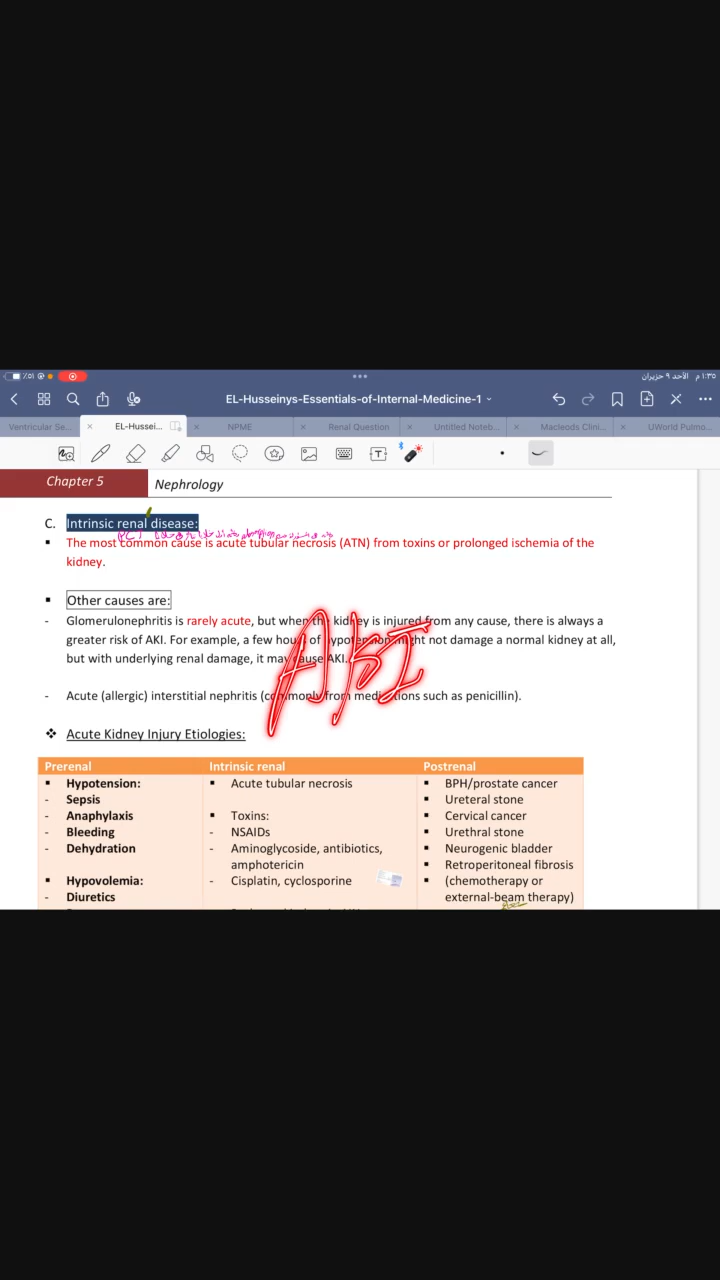 ١:٣٥ م الأحد ٩ حزيران
٪٥١
EL-Husseinys-Essentials-of-Internal-Medicine-1
Ventricular Se...
EL-Hussei...
NPME
Renal Question
Untitled Noteb...
Macleods Clini...
UWorld Pulmo...
Chapter 5 Nephrology
C. Intrinsic renal disease:
▪ The most common cause is acute tubular necrosis (ATN) from toxins or prolonged ischemia of the
kidney.
▪ Other causes are:
- Glomerulonephritis is rarely acute, but when the kidney is injured from any cause, there is always a
greater risk of AKI. For example, a few hours of hypotension might not damage a normal kidney at all,
but with underlying renal damage, it may cause AKI.
AKI
- Acute (allergic) interstitial nephritis (commonly from medications such as penicillin).
❖ Acute Kidney Injury Etiologies:
Prerenal Intrinsic renal Postrenal
▪ Hypotension: ▪ Acute tubular necrosis ▪ BPH/prostate cancer
- Sepsis ▪ Ureteral stone
- Anaphylaxis ▪ Toxins: ▪ Cervical cancer
- Bleeding - NSAIDs ▪ Urethral stone
- Dehydration - Aminoglycoside, antibiotics, ▪ Neurogenic bladder
amphotericin ▪ Retroperitoneal fibrosis
▪ Hypovolemia: - Cisplatin, cyclosporine ▪ (chemotherapy or
- Diuretics external-beam therapy)